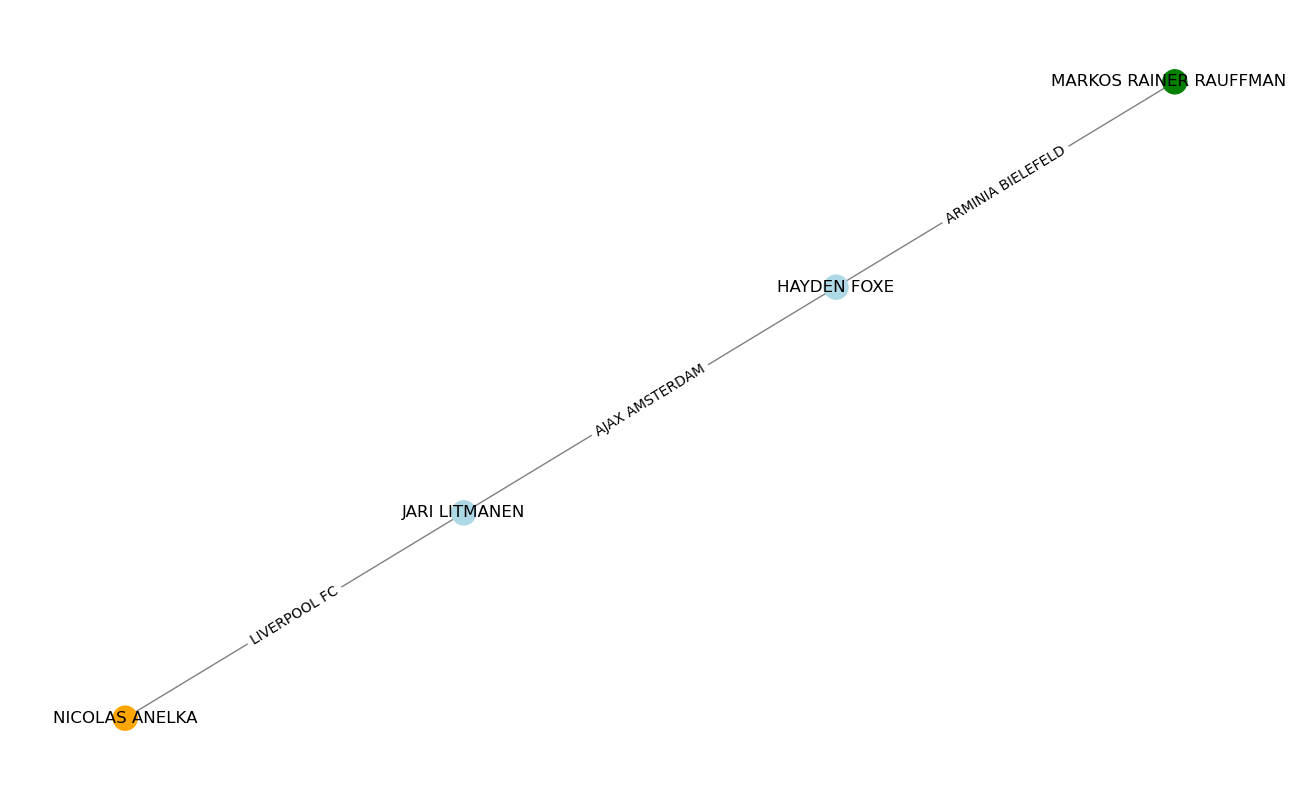 MARKOS RAINER RAUFFMAN
ARMINIA BIELEFELD
HAYDEN FOXE
AJAX AMSTERDAM
JARI LITMANEN
LIVERPOOL FC
NICOLAS ANELKA